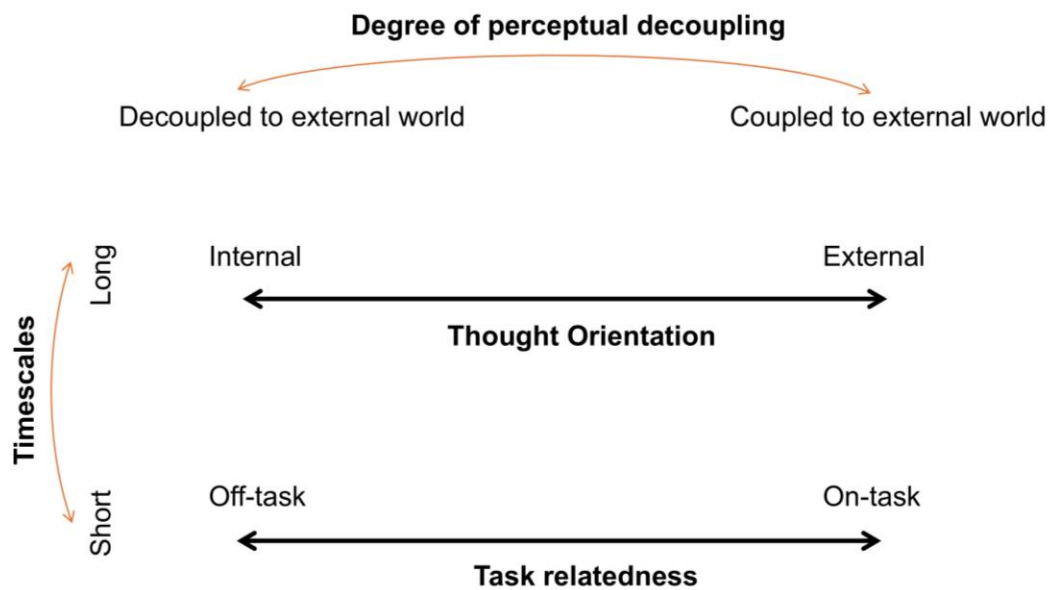 Degree of perceptual decoupling
Decoupled to external world
Coupled to external world
Timescales
Long
Internal
External
Thought Orientation
Short
Off-task
On-task
Task relatedness